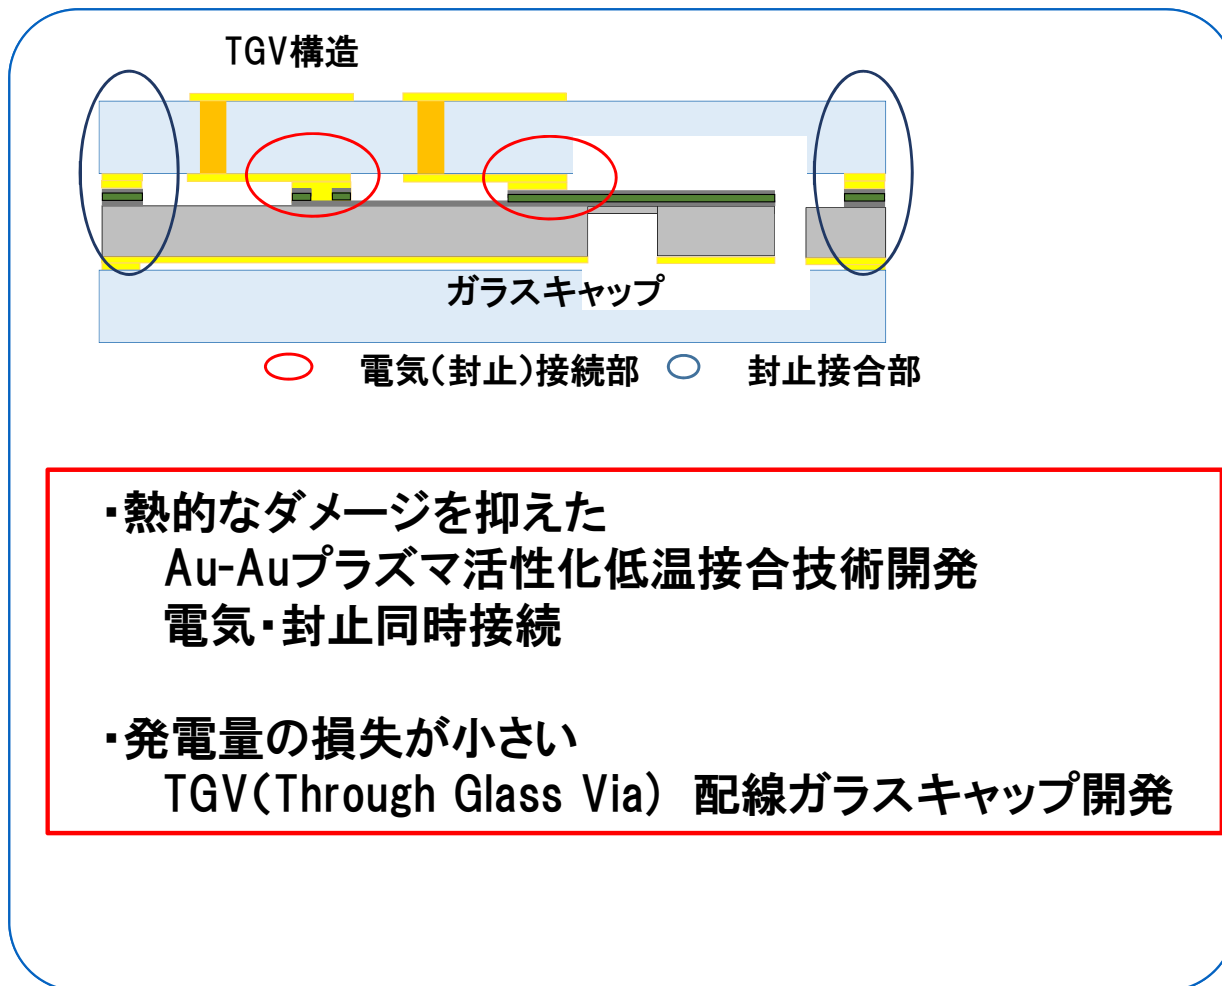 TGV構造
ガラスキャップ
電気(封止)接続部 封止接合部
・熱的なダメージを抑えた
Au-Auプラズマ活性化低温接合技術開発
電気・封止同時接続
・発電量の損失が小さい
TGV(Through Glass Via) 配線ガラスキャップ開発